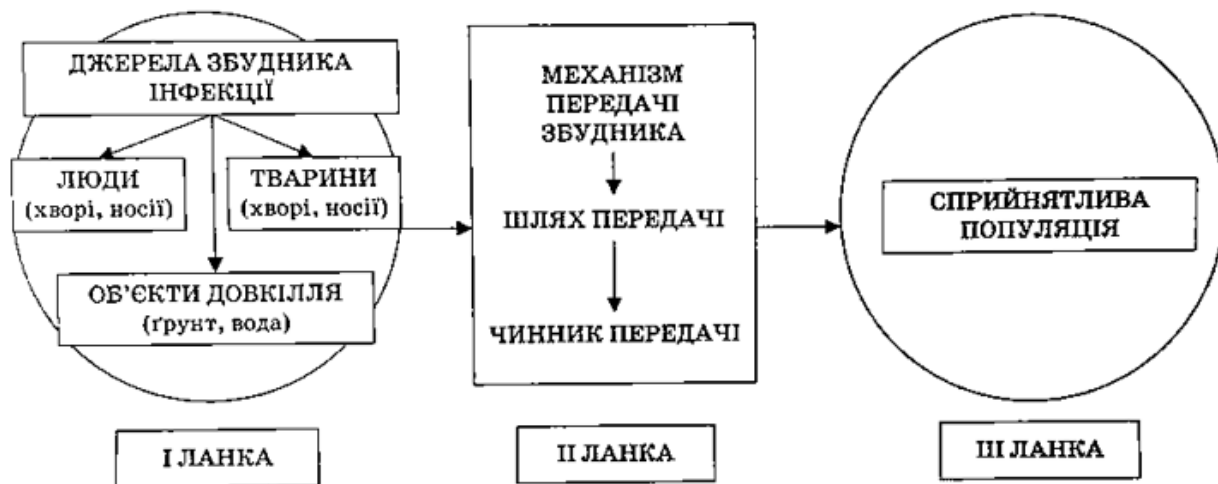 ДЖЕРЕЛА ЗБУДНИКА
ІНФЕКЦІЇ
ЛЮДИ
(хворі, носії)
ТВАРИНИ
(хворі, носії)
ОБ’ЄКТИ ДОВКІЛЛЯ
(ґрунт, вода)
І ЛАНКА
МЕХАНІЗМ
ПЕРЕДАЧІ
ЗБУДНИКА
ШЛЯХ ПЕРЕДАЧІ
ЧИННИК ПЕРЕДАЧІ
ІІ ЛАНКА
СПРИЙНЯТЛИВА
ПОПУЛЯЦІЯ
ІІІ ЛАНКА